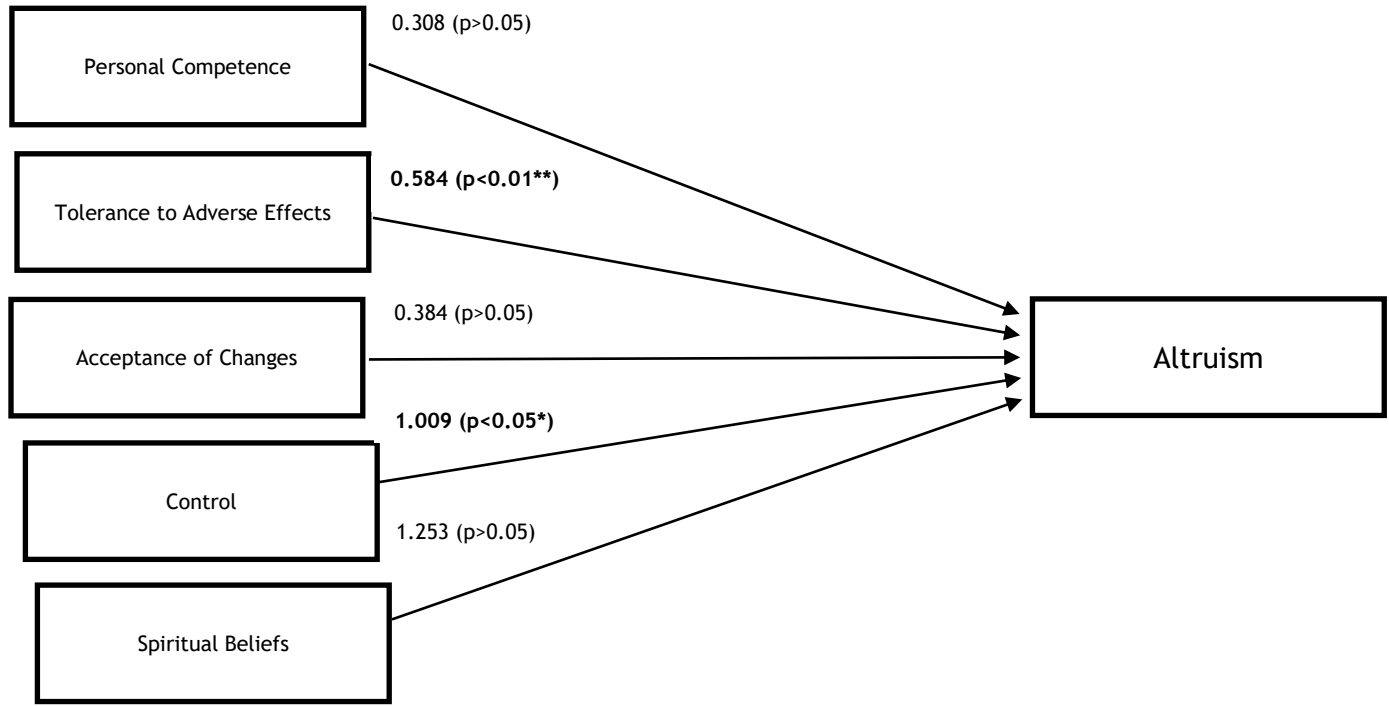 0.308 (p>0.05)
Personal Competence
0.584 (p<0.01**)
Tolerance to Adverse Effects
0.384 (p>0.05)
Acceptance of Changes
Altruism
1.009 (p<0.05*)
Control
1.253 (p>0.05)
Spiritual Beliefs